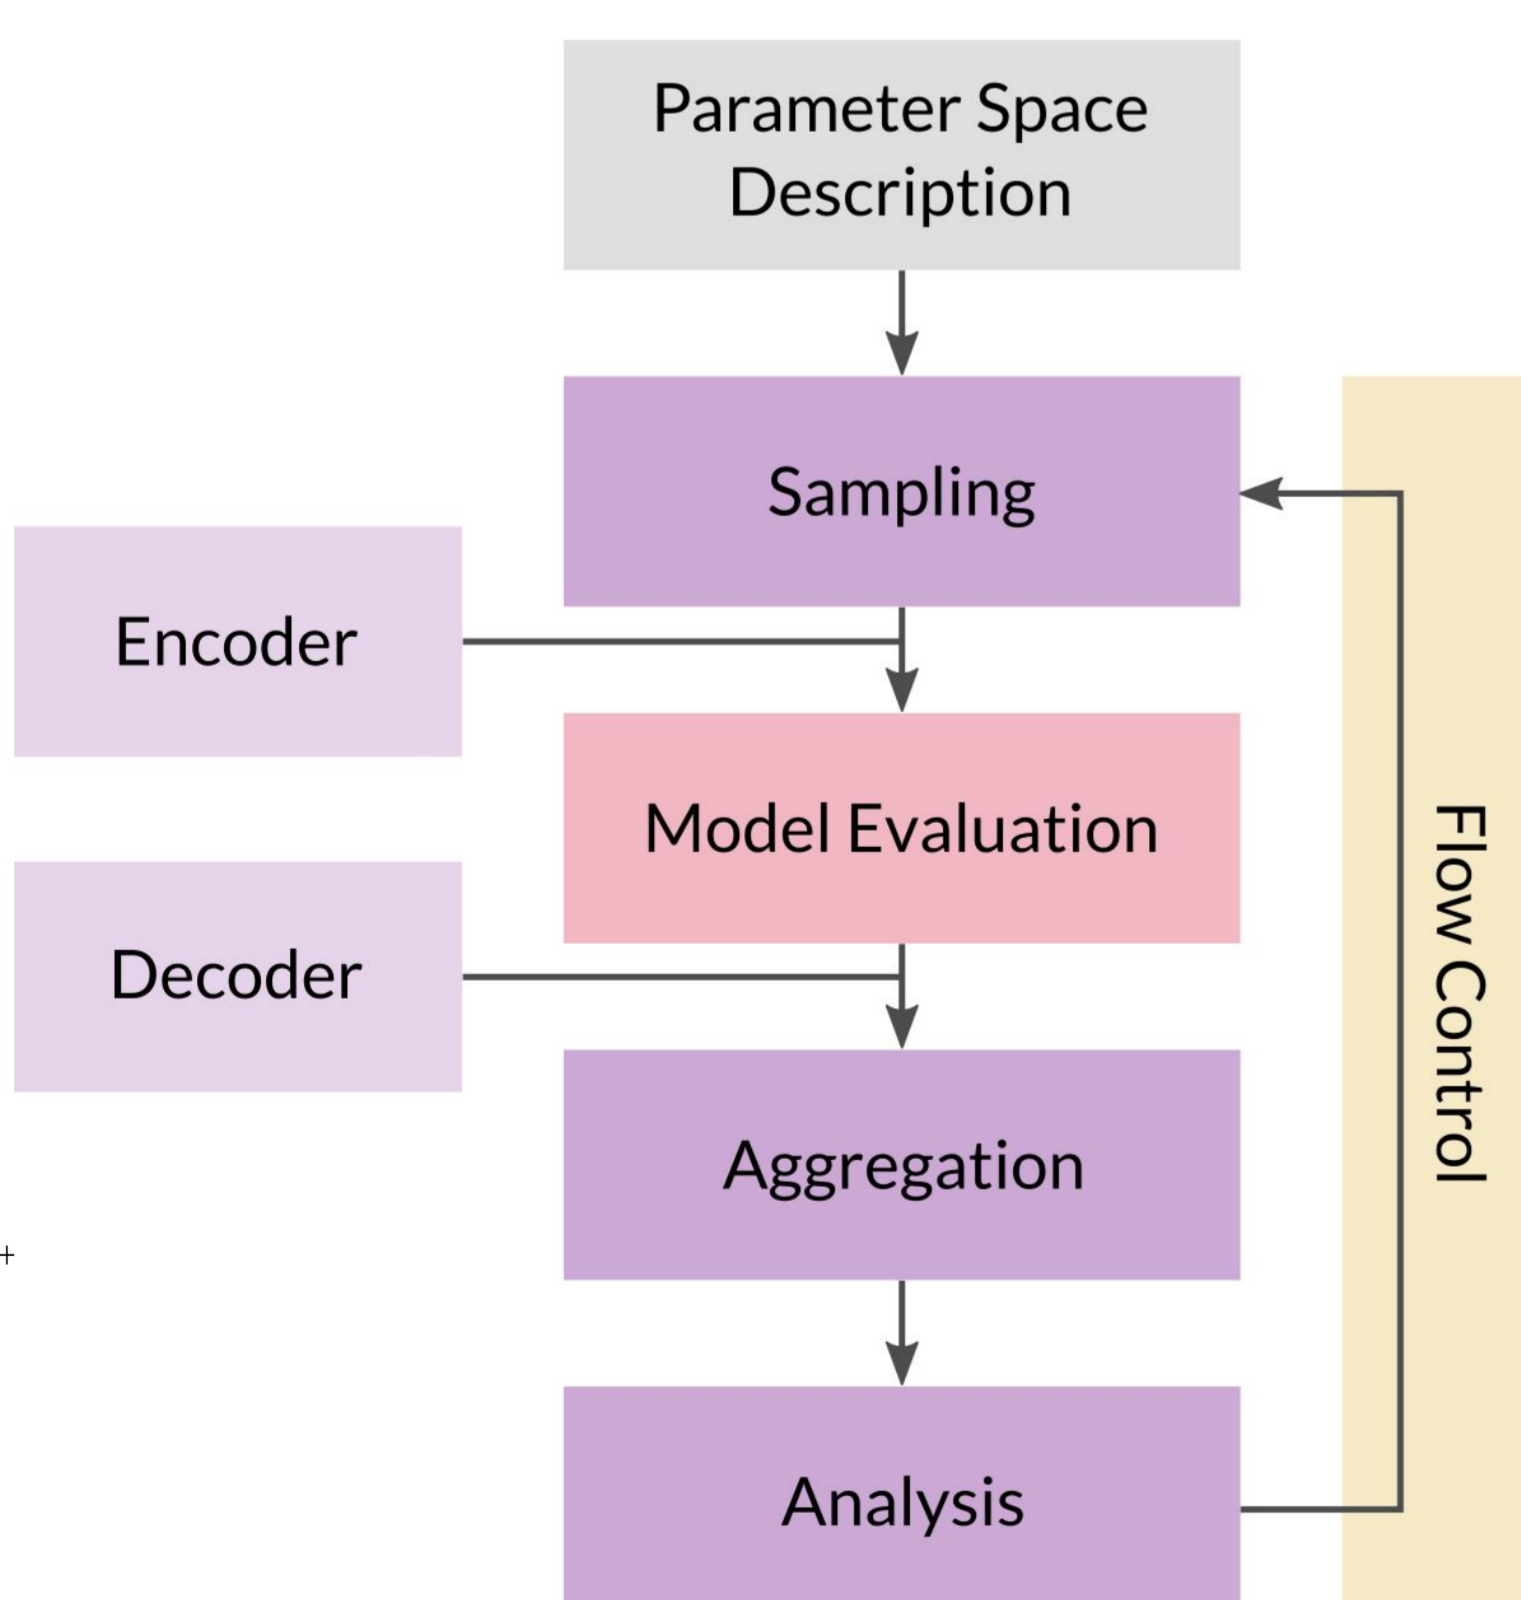 Parameter Space
Description
Sampling
Encoder
Model Evaluation
Decoder
Aggregation
Analysis
Flow Control
+